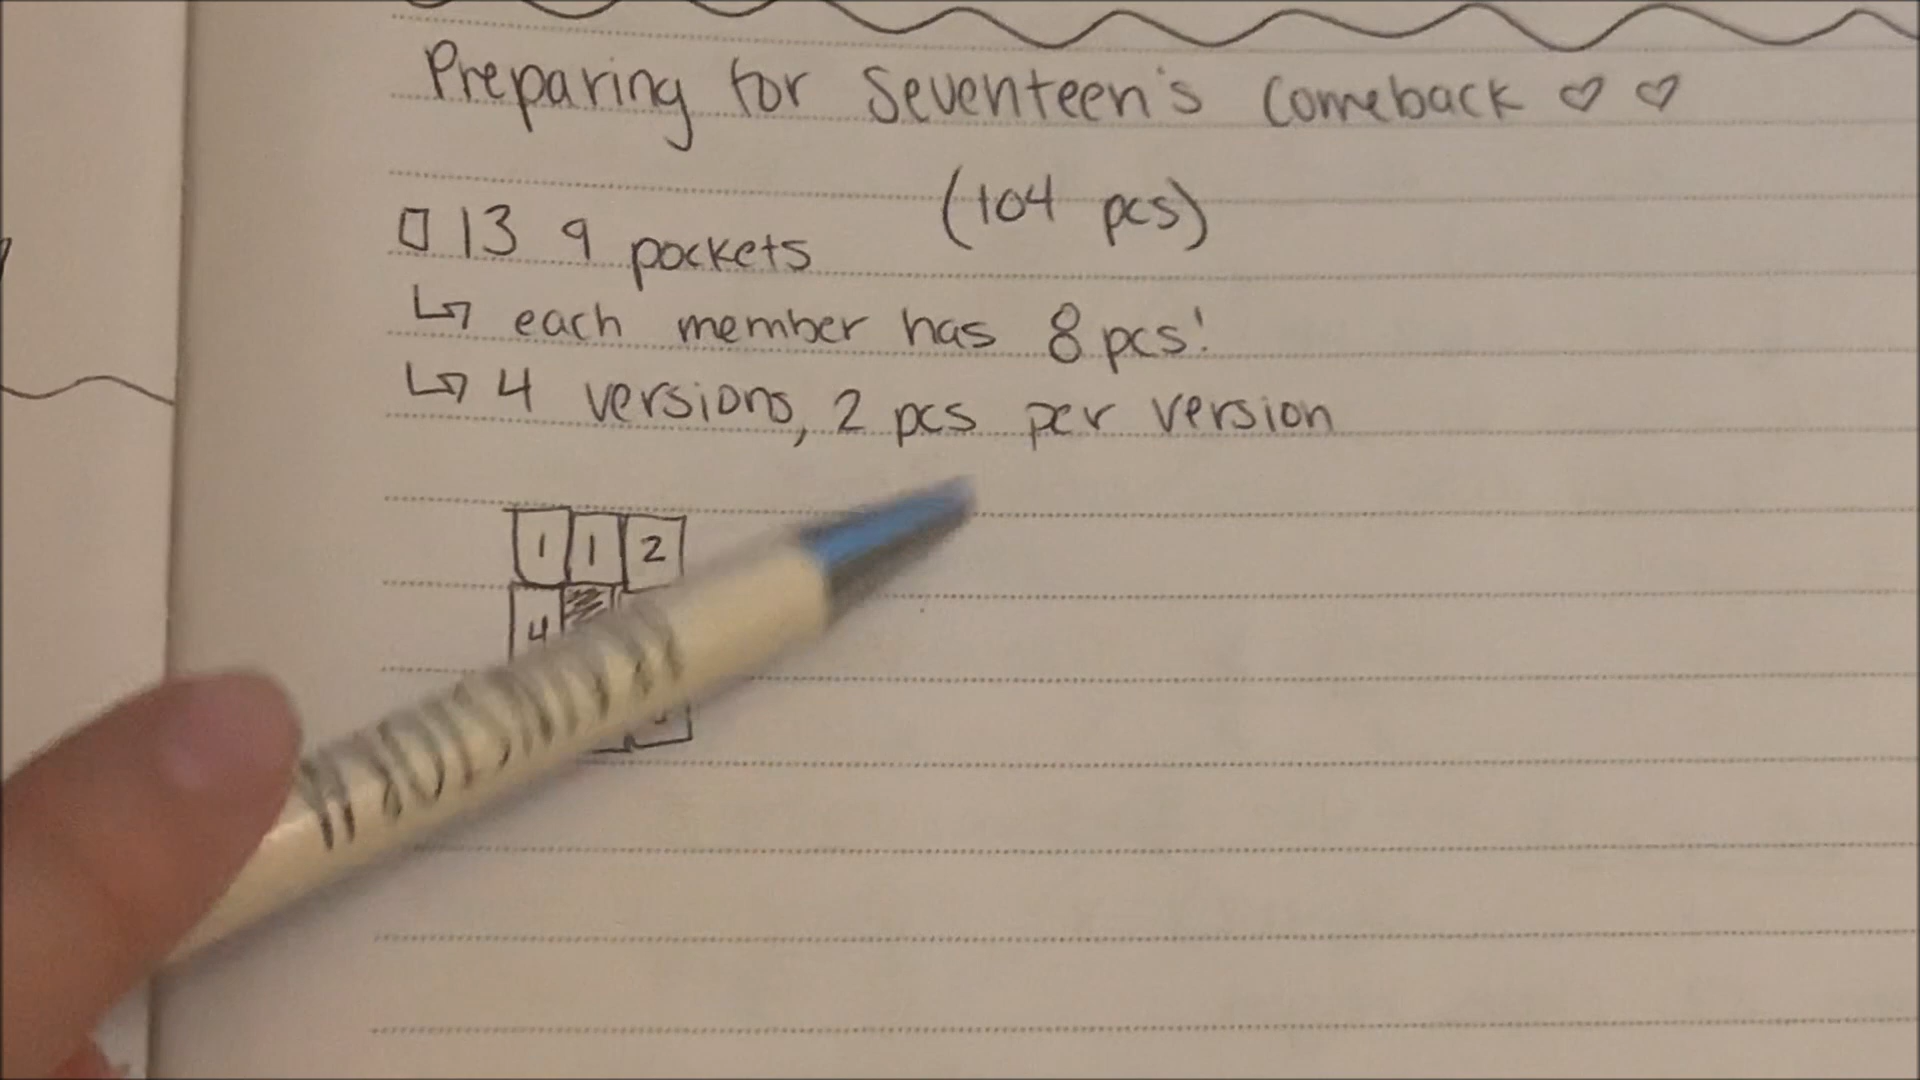 Preparing for Seventeen's Comeback ♡ ♡
(104 pcs)
13 9 pockets
↳ each member has 8 pcs!
↳ 4 versions, 2 pcs per version
1 1 2
4